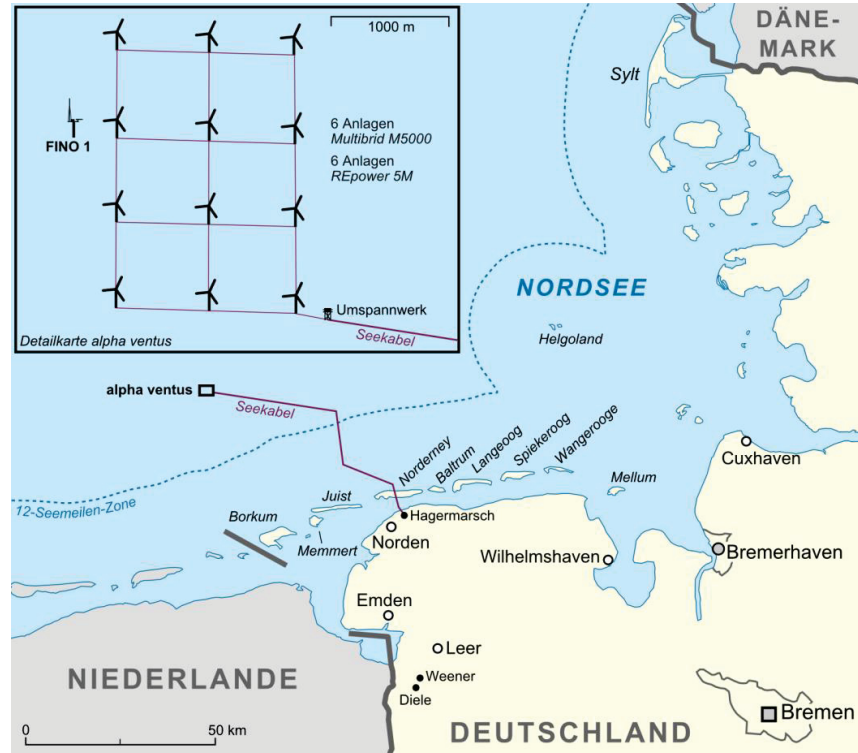 1000 m
FINO 1
6 Anlagen
Multibrid M5000
6 Anlagen
REpower 5M
Umspannwerk
Seekabel
Detailkarte alpha ventus
DÄNE-
MARK
Sylt
NORDSEE
Helgoland
alpha ventus
Seekabel
12-Seemeilen-Zone
Borkum
Juist
Memmert
Norderney
Baltrum
Langeoog
Spiekeroog
Wangerooge
Mellum
Cuxhaven
Hagermarsch
Norden
Wilhelmshaven
Bremerhaven
Emden
Leer
Weener
Diele
NIEDERLANDE
DEUTSCHLAND
Bremen
0
50 km